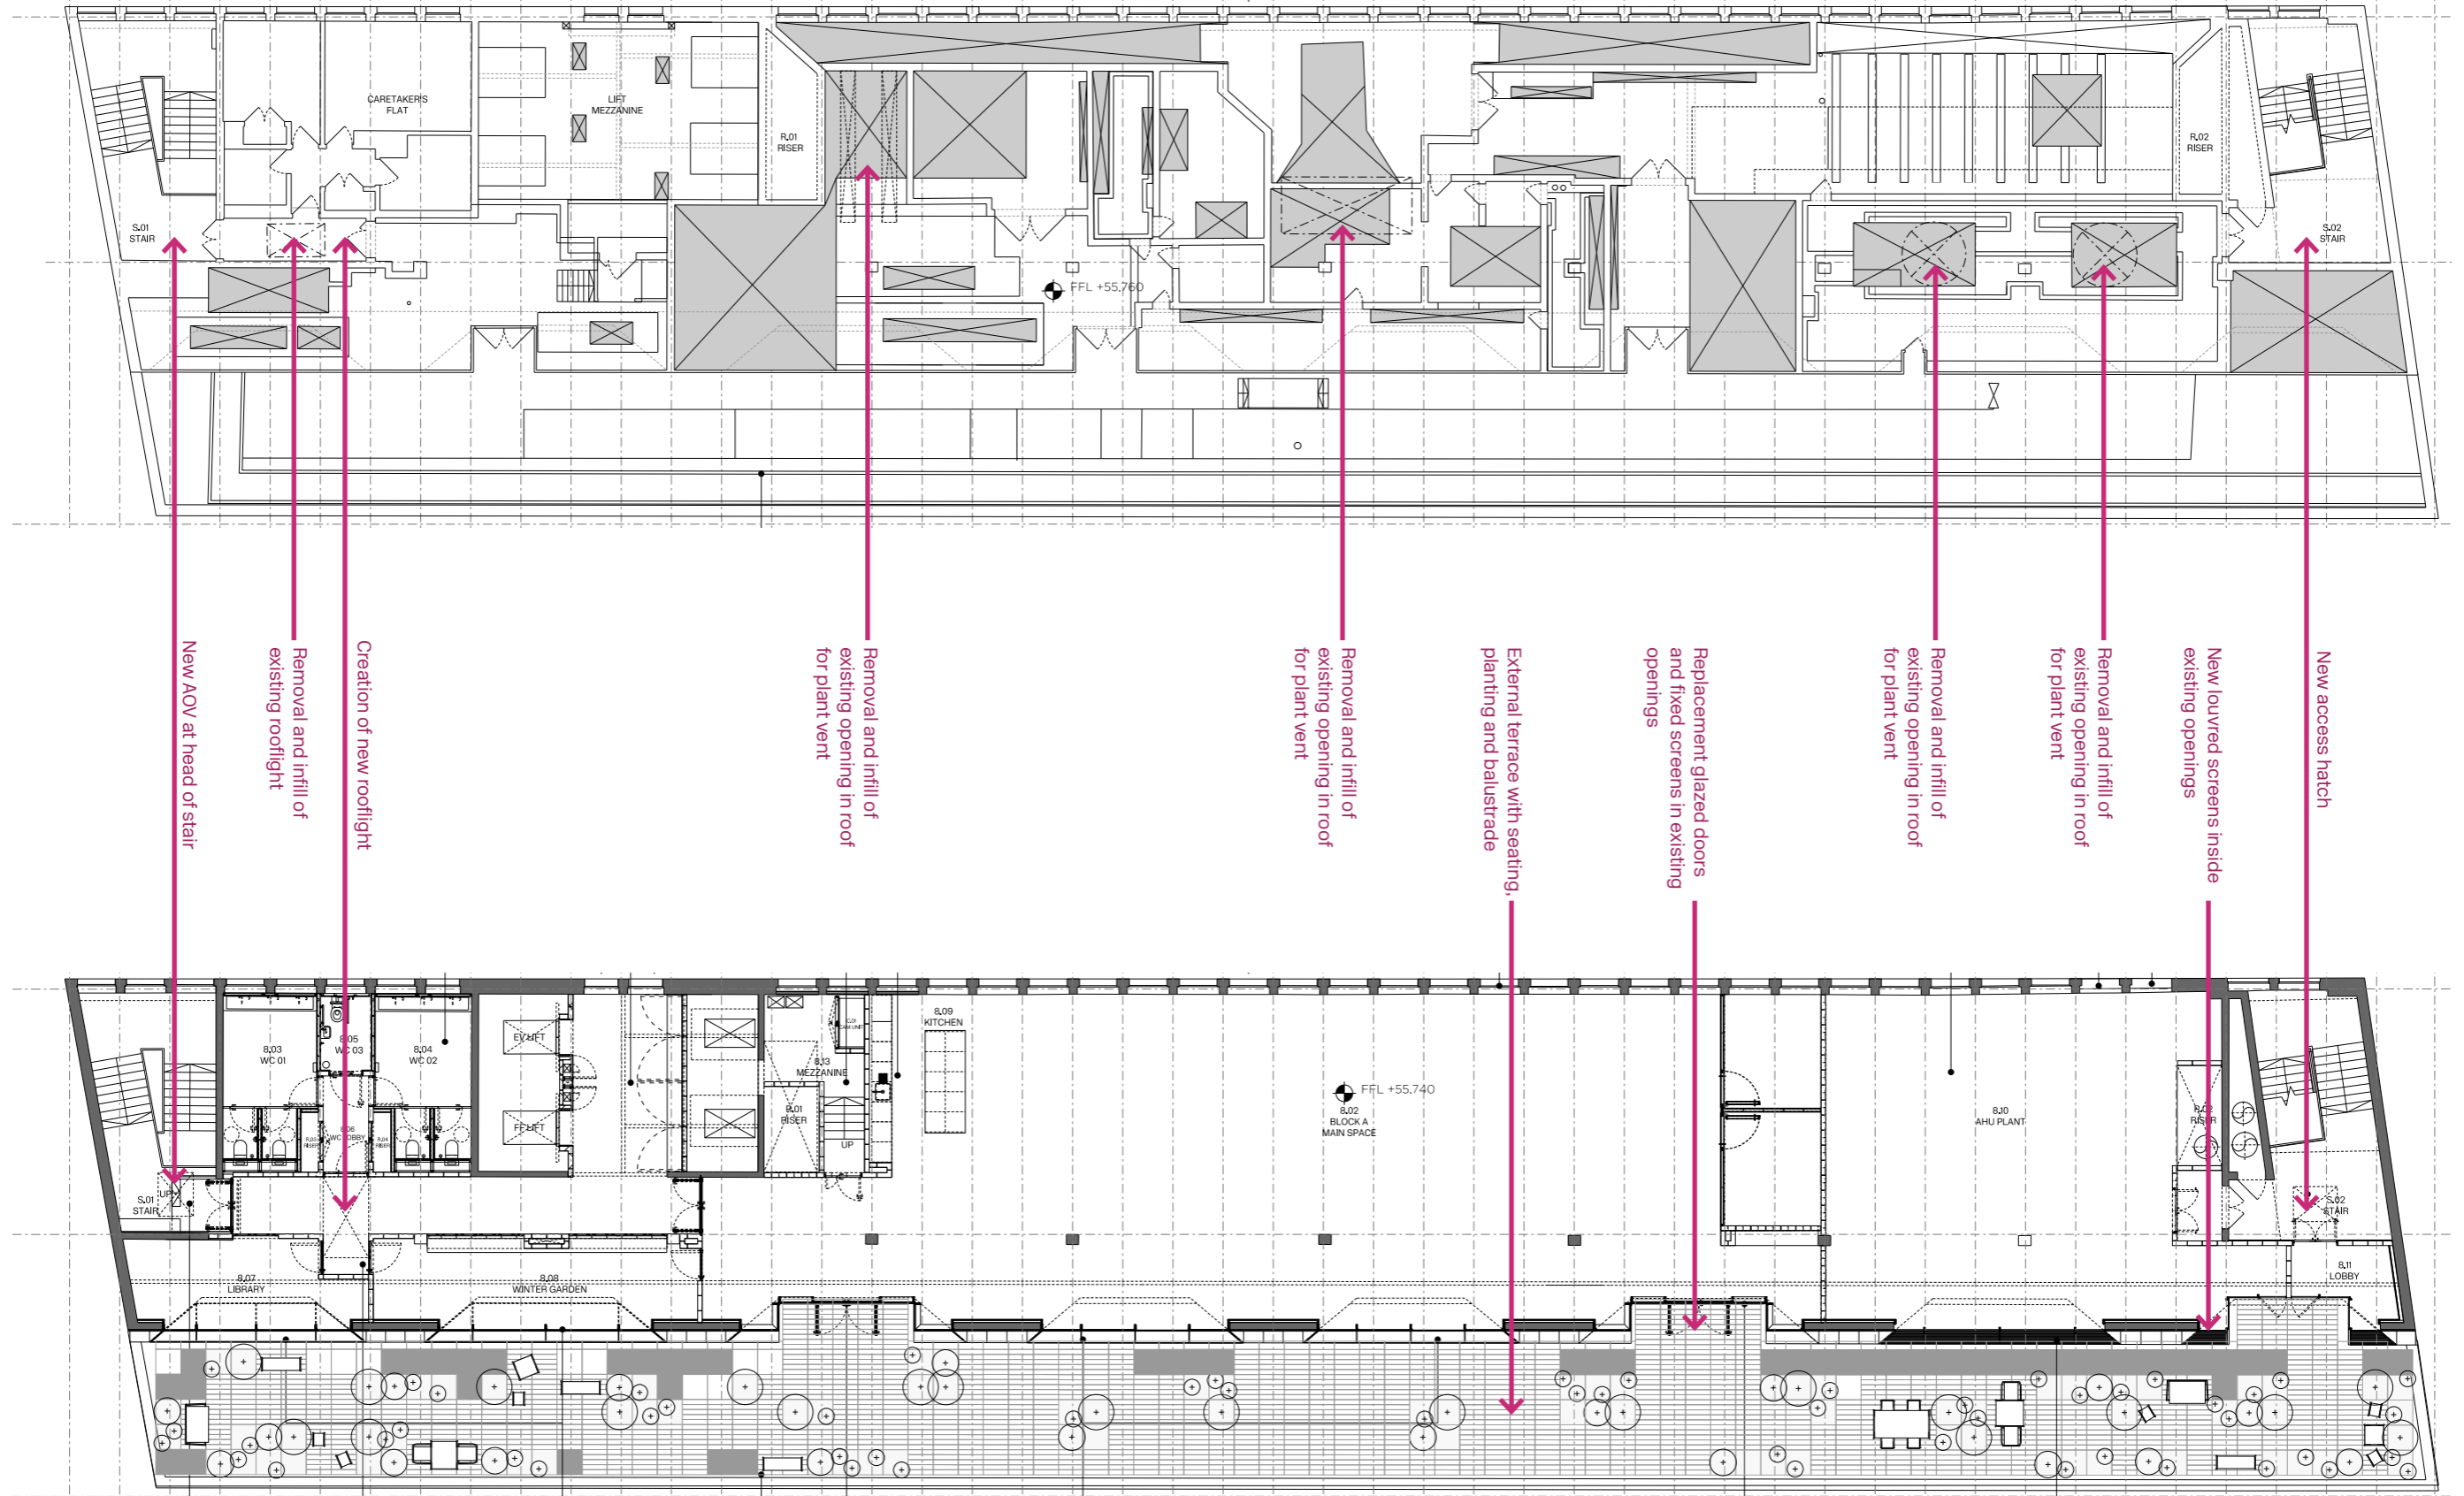 CARETAKER'S
FLAT
LIFT
MEZZANINE
R.01
RISER
R.02
RISER
S.01
STAIR
S.02
STAIR
FFL +55.760
New AOV at head of stair
Removal and infill of
existing rooflight
Creation of new rooflight
Removal and infill of
existing opening in roof
for plant vent
Removal and infill of
existing opening in roof
for plant vent
External terrace with seating,
planting and balustrade
Replacement glazed doors
and fixed screens in existing
openings
Removal and infill of
existing opening in roof
for plant vent
Removal and infill of
existing opening in roof
for plant vent
New louvred screens inside
existing openings
New access hatch
8.03
WC 01
8.05
WC 03
8.04
WC 02
EV LIFT
FF LIFT
8.13
MEZZANINE
8.09
KITCHEN
R.01
RISER
UP
FFL +55.740
8.02
BLOCK A
MAIN SPACE
8.10
AHU PLANT
R.02
RISER
8.06
WC LOBBY
UP
S.01
STAIR
S.02
STAIR
8.07
LIBRARY
8.08
WINTER GARDEN
8.11
LOBBY